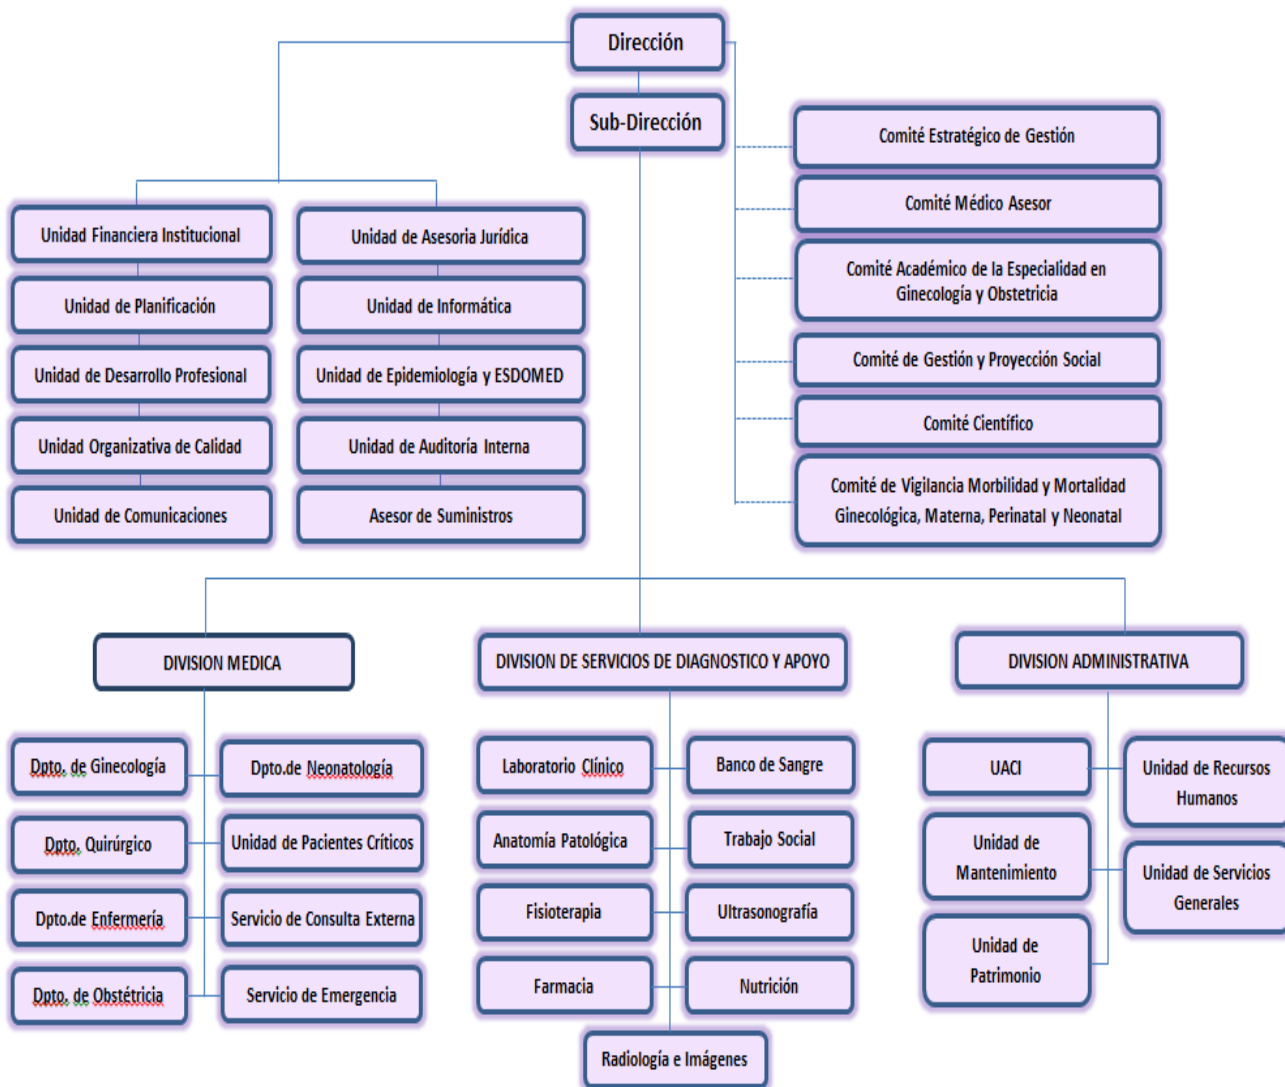 Dirección
Sub-Dirección
Comité Estratégico de Gestión
Comité Médico Asesor
Comité Académico de la Especialidad en
Ginecología y Obstetricia
Comité de Gestión y Proyección Social
Comité Científico
Comité de Vigilancia Morbilidad y Mortalidad
Ginecológica, Materna, Perinatal y Neonatal
Unidad Financiera Institucional
Unidad de Planificación
Unidad de Desarrollo Profesional
Unidad Organizativa de Calidad
Unidad de Comunicaciones
Unidad de Asesoria Jurídica
Unidad de Informática
Unidad de Epidemiología y ESDOMED
Unidad de Auditoría Interna
Asesor de Suministros
DIVISION MEDICA
Dpto. de Ginecología
Dpto.de Neonatología
Dpto. Quirúrgico
Unidad de Pacientes Críticos
Dpto.de Enfermería
Servicio de Consulta Externa
Dpto. de Obstétricia
Servicio de Emergencia
DIVISION DE SERVICIOS DE DIAGNOSTICO Y APOYO
Laboratorio Clínico
Banco de Sangre
Anatomía Patológica
Trabajo Social
Fisioterapia
Ultrasonografía
Farmacia
Nutrición
Radiología e Imágenes
DIVISION ADMINISTRATIVA
UACI
Unidad de Recursos
Humanos
Unidad de
Mantenimiento
Unidad de Servicios
Generales
Unidad de
Patrimonio